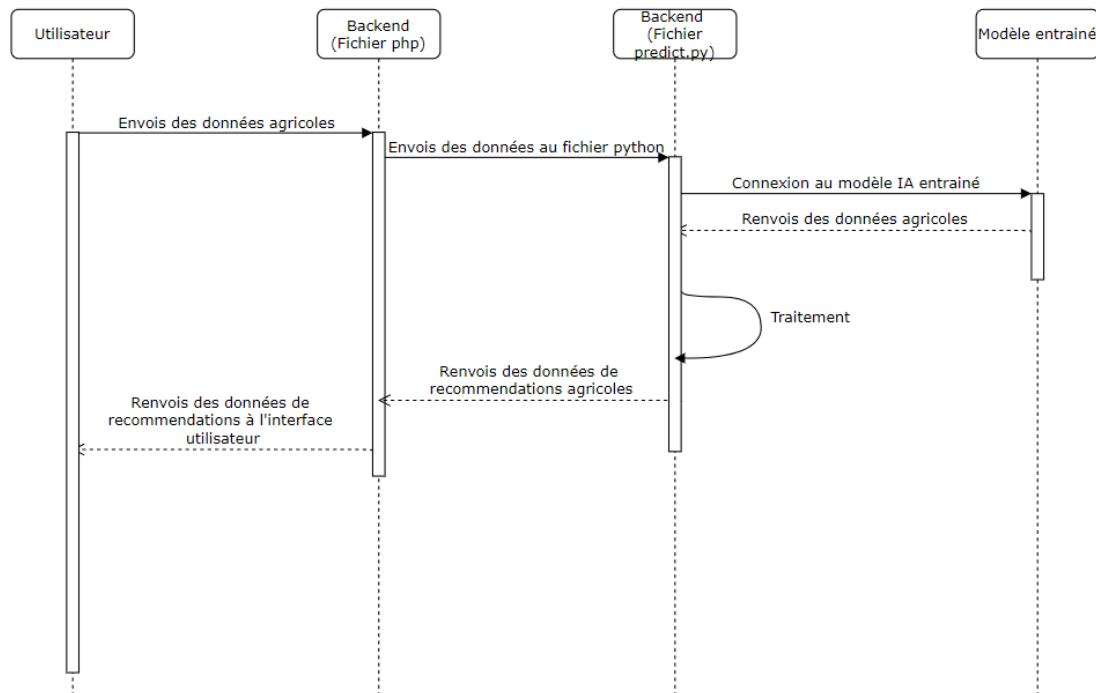 Utilisateur
Backend
(Fichier php)
Backend
(Fichier
predict.py)
Modèle entrainé
Envois des données agricoles
Envois des données au fichier python
Connexion au modèle IA entrainé
Renvois des données agricoles
Traitement
Renvois des données de
recommendations agricoles
Renvois des données de
recommendations à l'interface
utilisateur